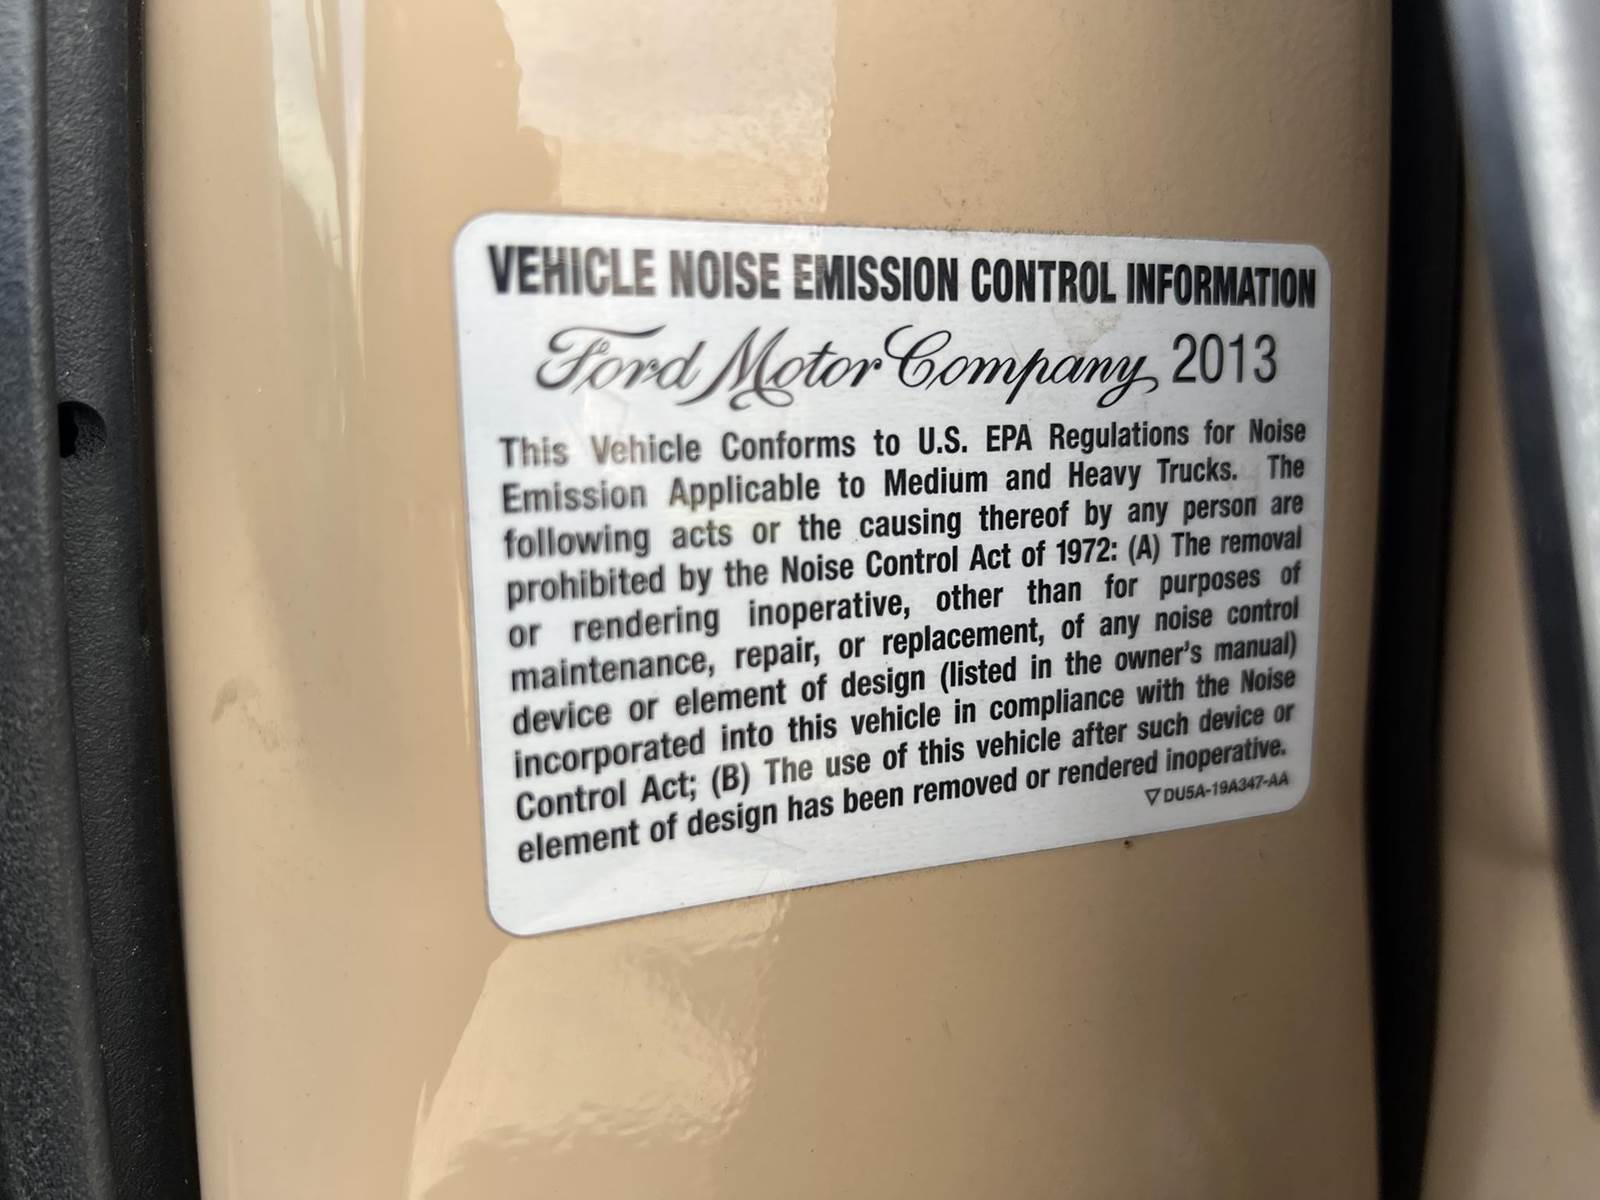 VEHICLE NOISE EMISSION CONTROL INFORMATION
Ford Motor Company, 2013
This Vehicle Conforms to U.S. EPA Regulations for Noise
Emission Applicable to Medium and Heavy Trucks. The
following acts or the causing thereof by any person are
prohibited by the Noise Control Act of 1972: (A) The removal
or rendering inoperative, other than for purposes of
maintenance, repair, or replacement, of any noise control
device or element of design (listed in the owner's manual)
incorporated into this vehicle in compliance with the Noise
Control Act; (B) The use of this vehicle after such device or
element of design has been removed or rendered inoperative.
▽ DU5A-19A347-AA